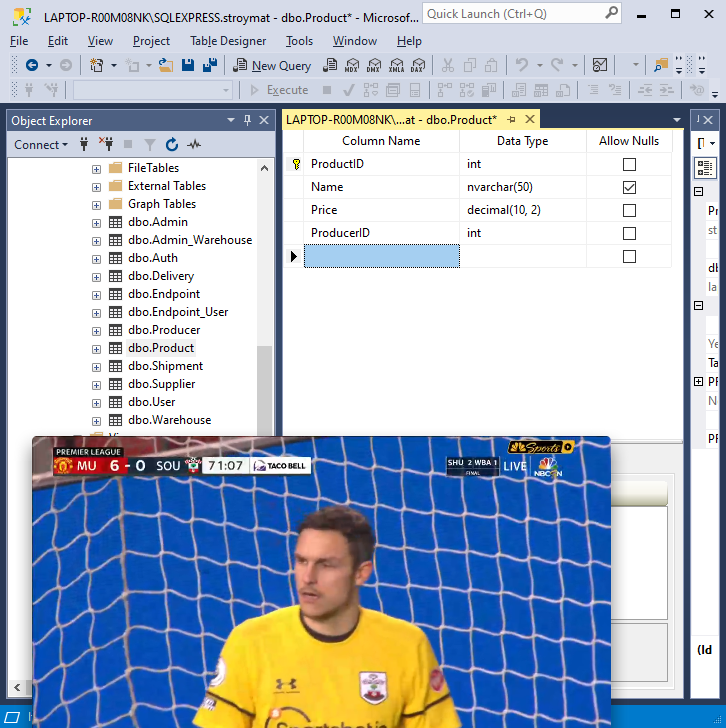 LAPTOP-R00M08NK\SQLEXPRESS.stroymat - dbo.Product* - Microsof...
Quick Launch (Ctrl+Q)
File Edit View Project Table Designer Tools Window Help
New Query
MDX DMX XMLA DAX
Execute
Object Explorer
LAPTOP-R00M08NK\...at - dbo.Product*
Connect
Column Name Data Type Allow Nulls
ProductID int
Name nvarchar(50)
Price decimal(10, 2)
ProducerID int
FileTables
External Tables
Graph Tables
dbo.Admin
dbo.Admin_Warehouse
dbo.Auth
dbo.Delivery
dbo.Endpoint
dbo.Endpoint_User
dbo.Producer
dbo.Product
dbo.Shipment
dbo.Supplier
dbo.User
dbo.Warehouse
Pr
st
db
la
Ye
Ta
PF
N
PF
(Id
PREMIER LEAGUE
MU 6 - 0 SOU 71:07 TACO BELL
Sports
SHU 2 WBA 1
FINAL
LIVE
NBCSN